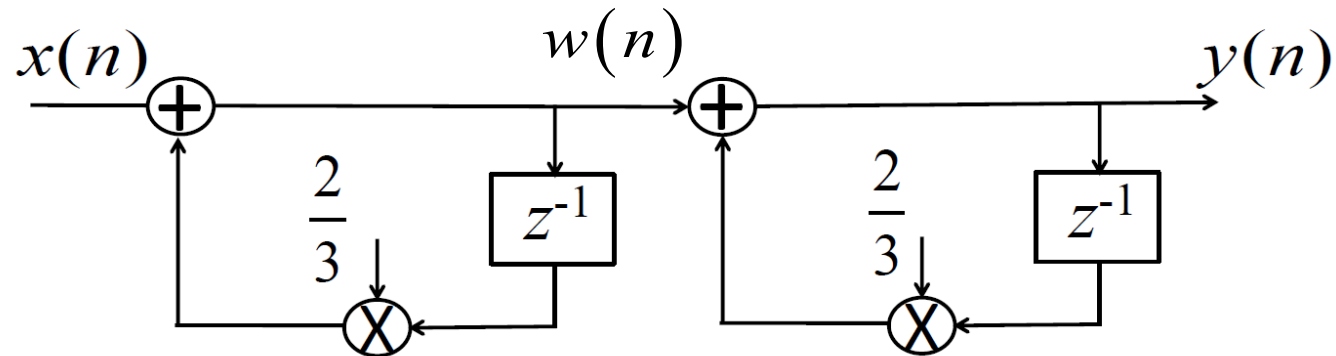 x(n) w(n) y(n)
+ +
2/3 z⁻¹ 2/3 z⁻¹
X X